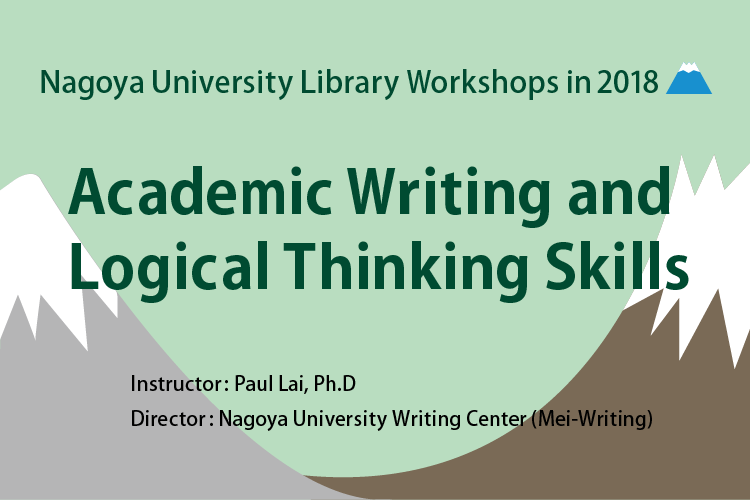 Nagoya University Library Workshops in 2018
Academic Writing and
Logical Thinking Skills
Instructor: Paul Lai, Ph.D
Director: Nagoya University Writing Center (Mei-Writing)